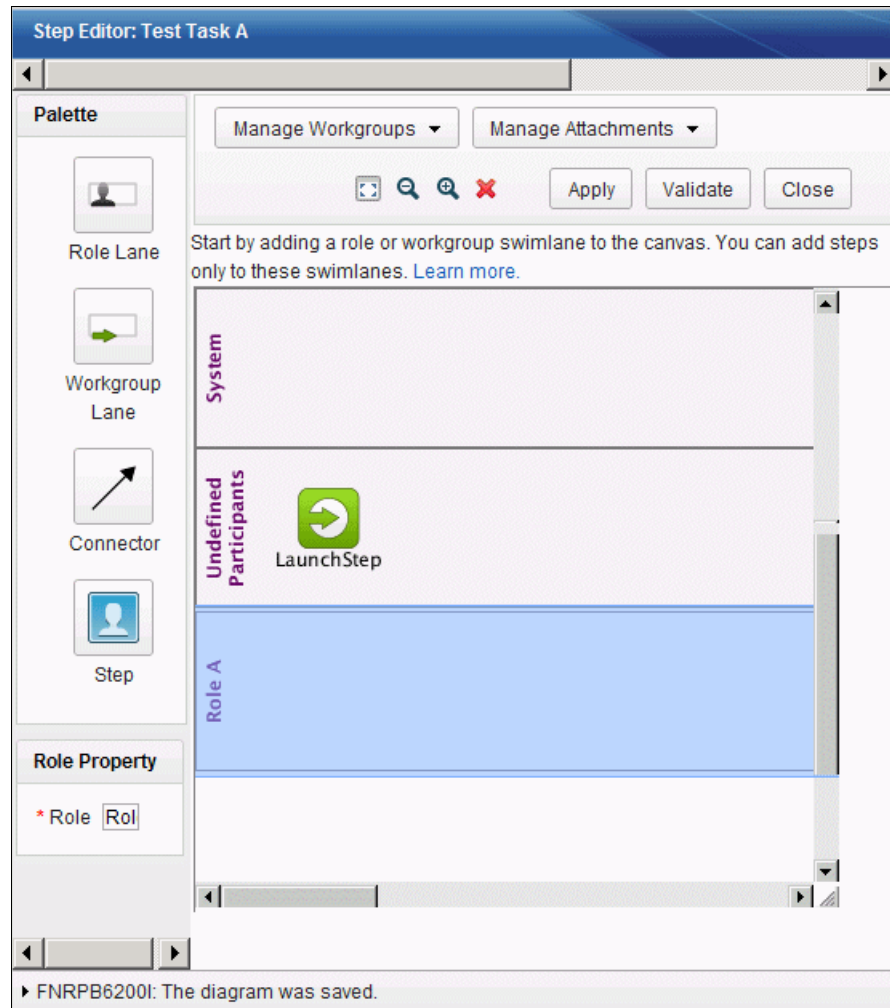 Step Editor: Test Task A
Palette
Role Lane
Workgroup
Lane
Connector
Step
Role Property
* Role Rol
Manage Workgroups
Manage Attachments
Apply
Validate
Close
Start by adding a role or workgroup swimlane to the canvas. You can add steps
only to these swimlanes. Learn more.
System
Undefined
Participants
LaunchStep
Role A
FNRPB6200I: The diagram was saved.